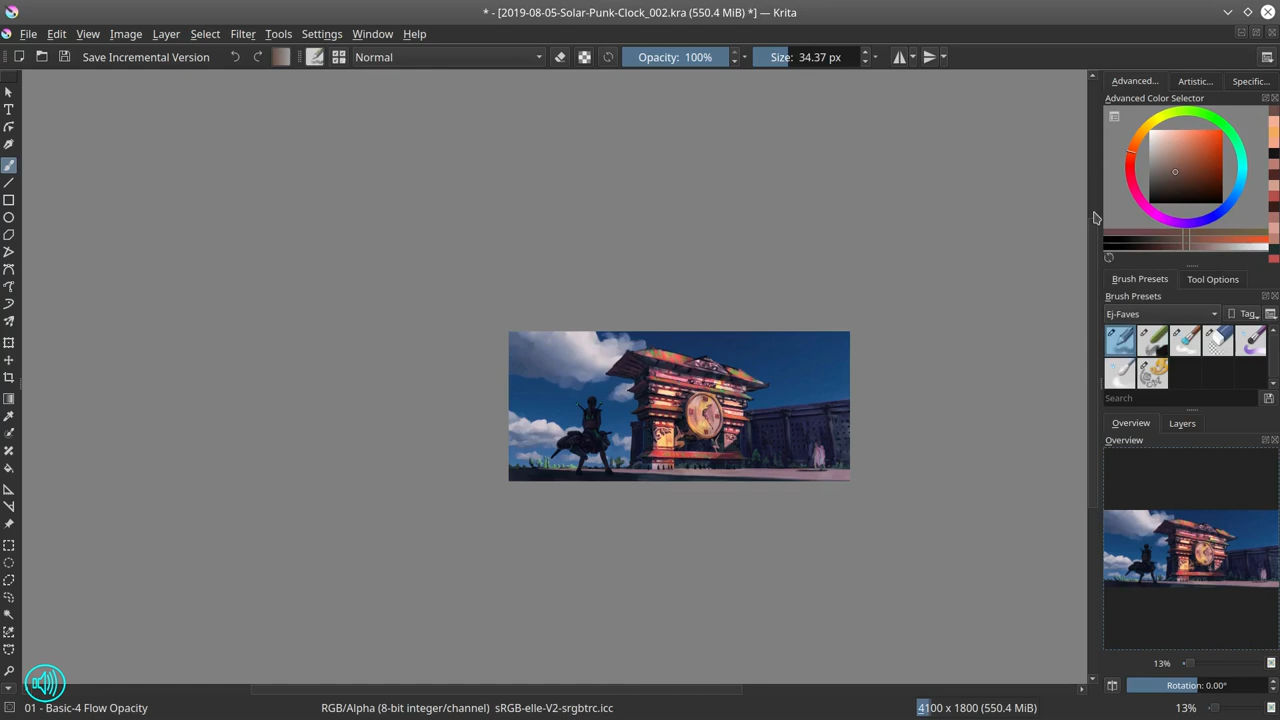 * - [2019-08-05-Solar-Punk-Clock_002.kra (550.4 MiB) *] — Krita
File Edit View Image Layer Select Filter Tools Settings Window Help
Save Incremental Version Normal Opacity: 100% Size: 34.37 px
Advanced... Artistic... Specific...
Advanced Color Selector
Brush Presets Tool Options
Brush Presets
Ej-Faves Tag
Search
Overview Layers
Overview
13%
Rotation: 0.00°
01 - Basic-4 Flow Opacity RGB/Alpha (8-bit integer/channel) sRGB-elle-V2-srgbtrc.icc 4100 x 1800 (550.4 MiB) 13%